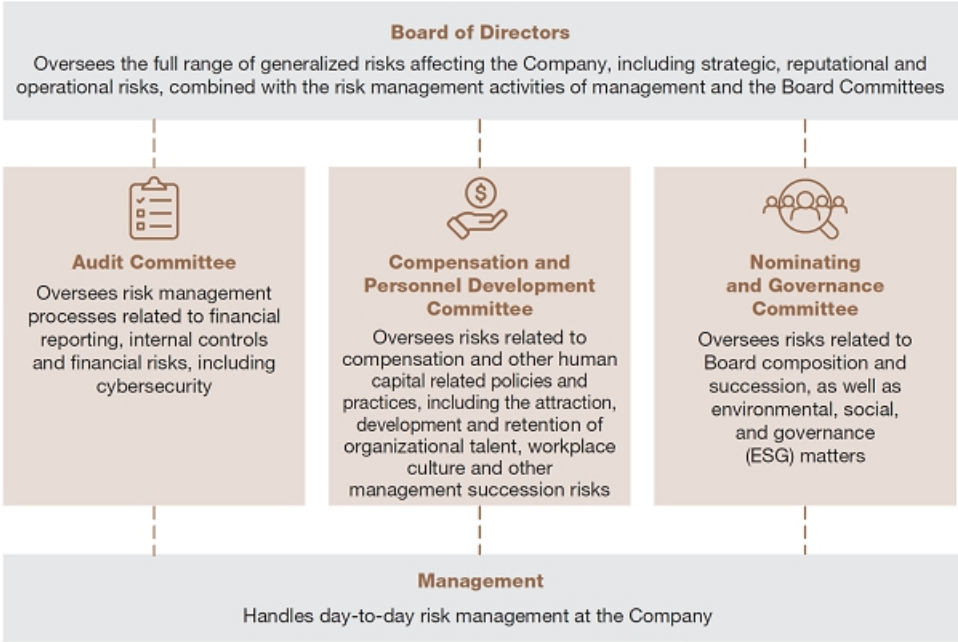 Board of Directors
Oversees the full range of generalized risks affecting the Company, including strategic, reputational and
operational risks, combined with the risk management activities of management and the Board Committees
Audit Committee
Oversees risk management
processes related to financial
reporting, internal controls
and financial risks, including
cybersecurity
$
Compensation and
Personnel Development
Committee
Oversees risks related to
compensation and other human
capital related policies and
practices, including the attraction,
development and retention of
organizational talent, workplace
culture and other
management succession risks
Nominating
and Governance
Committee
Oversees risks related to
Board composition and
succession, as well as
environmental, social,
and governance
(ESG) matters
Management
Handles day-to-day risk management at the Company